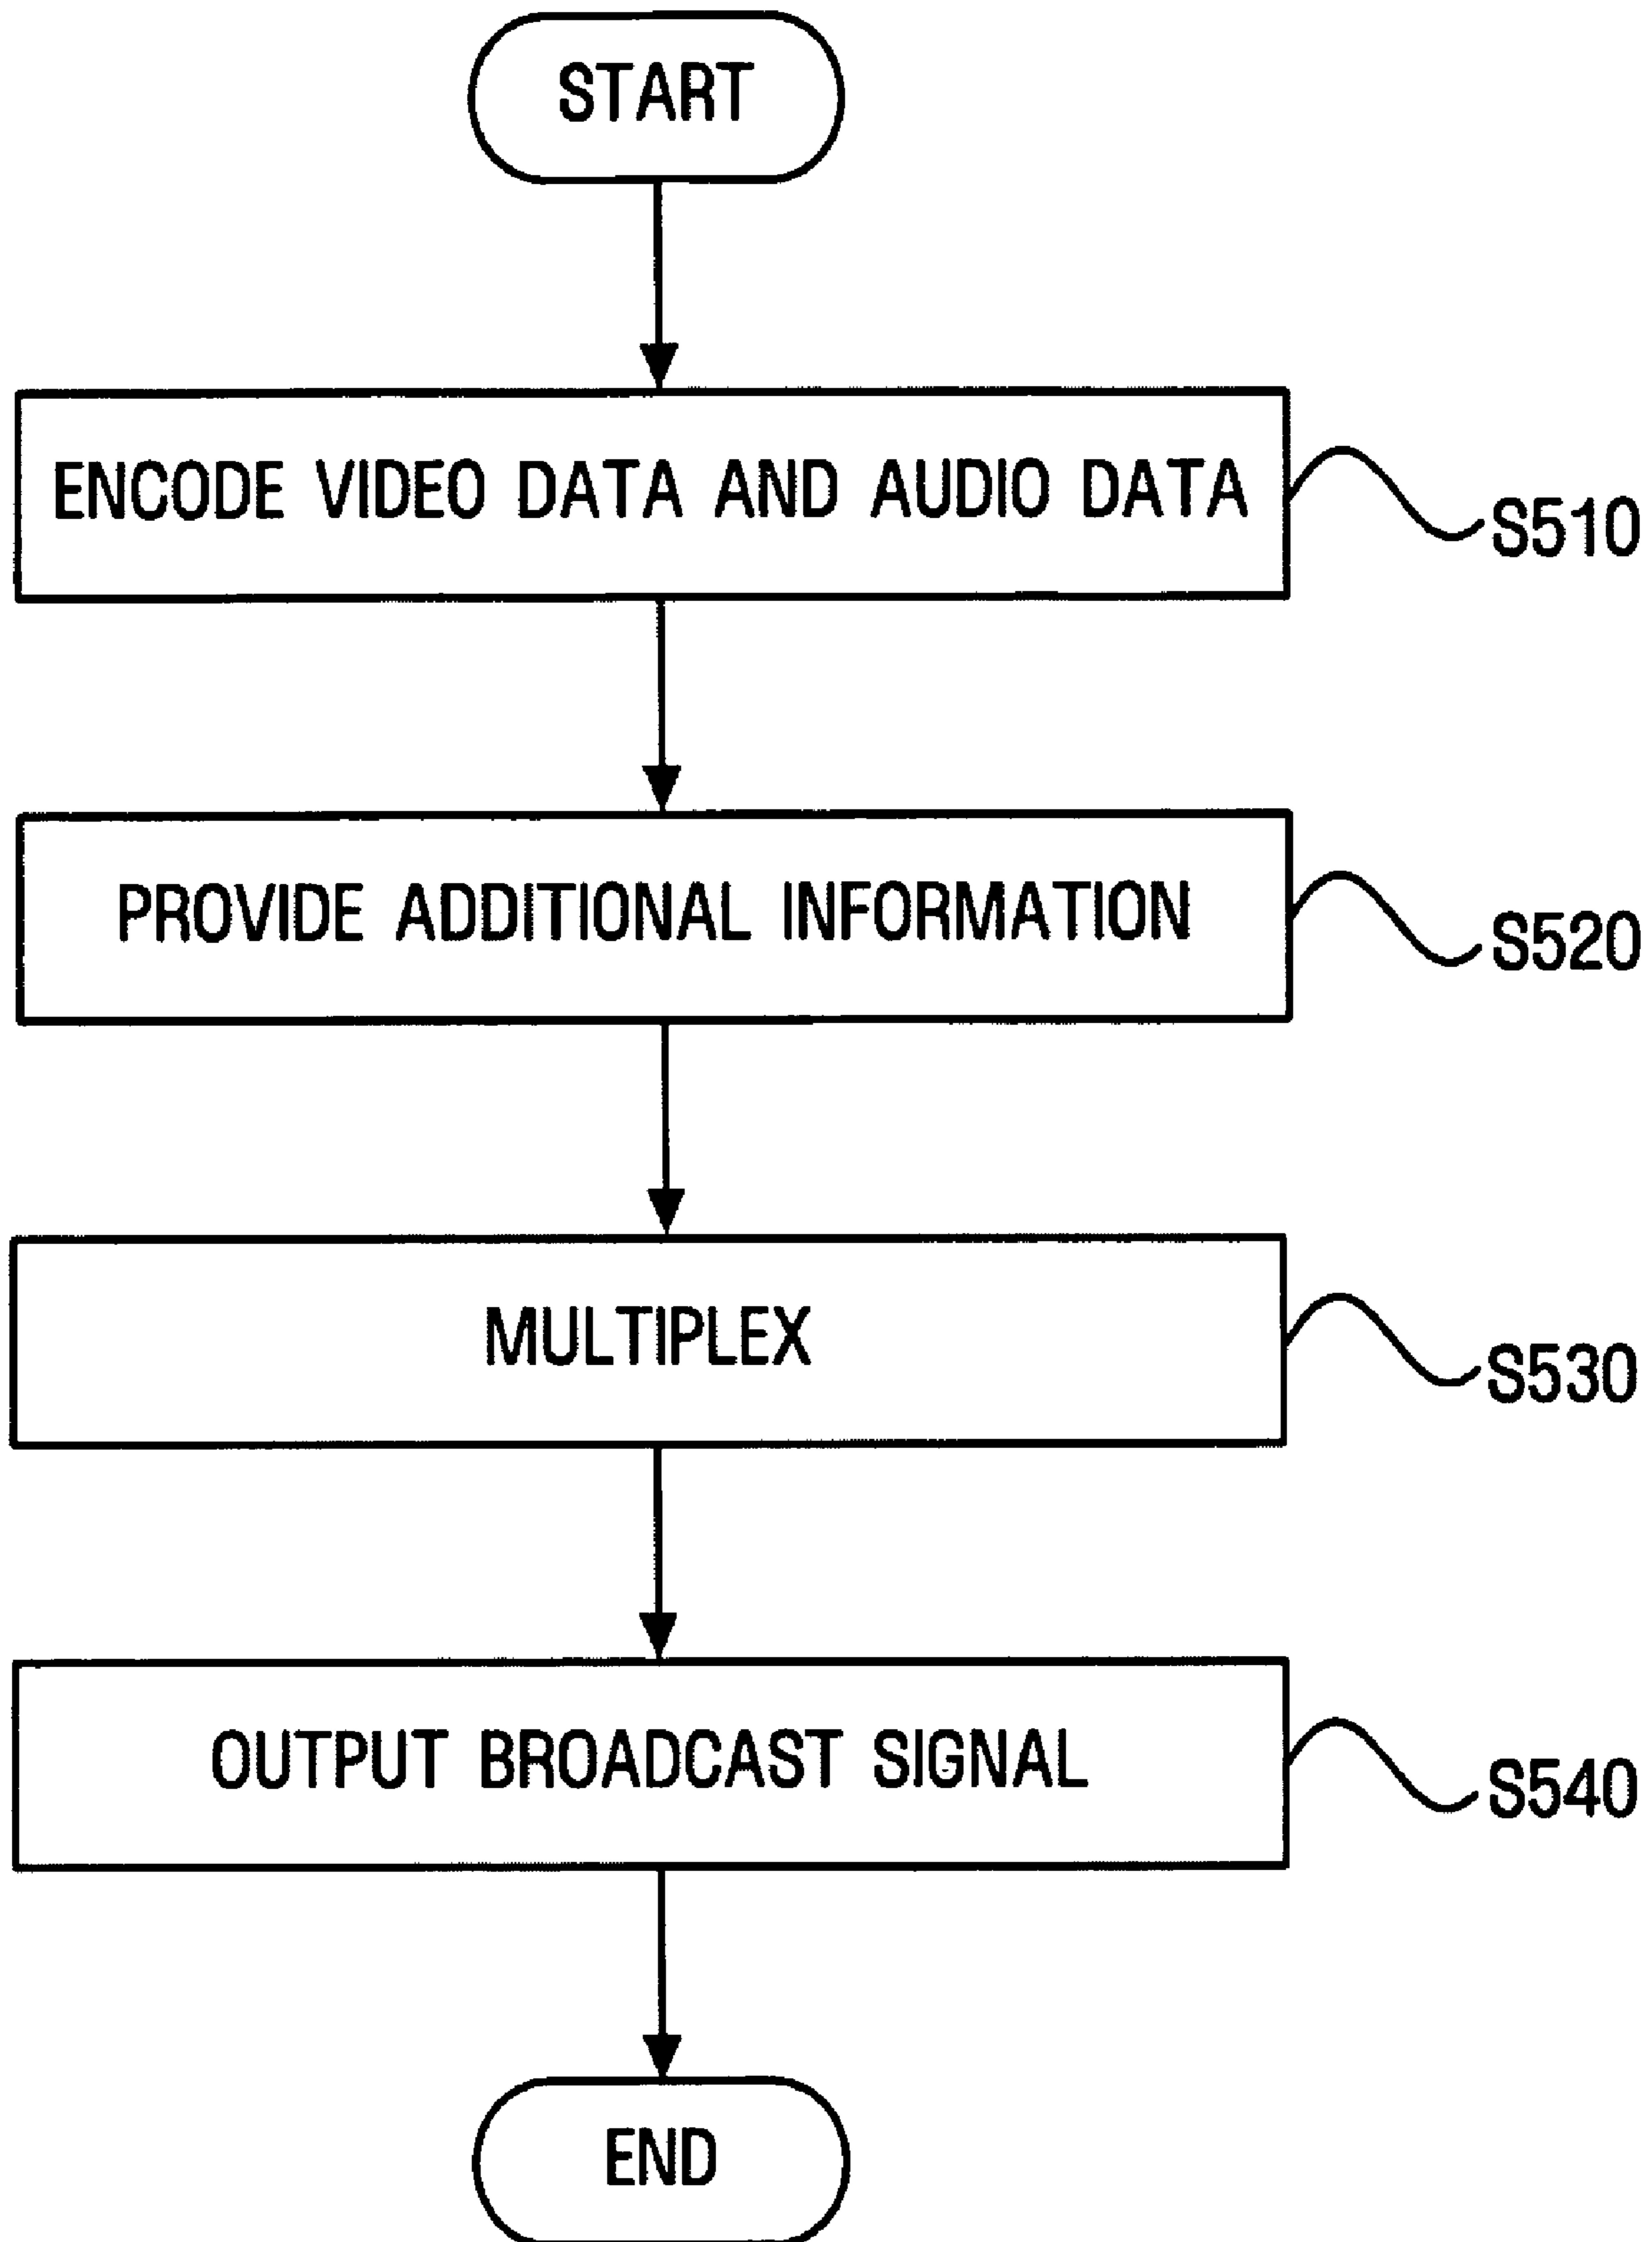 START
ENCODE VIDEO DATA AND AUDIO DATA
S510
PROVIDE ADDITIONAL INFORMATION
S520
MULTIPLEX
S530
OUTPUT BROADCAST SIGNAL
S540
END